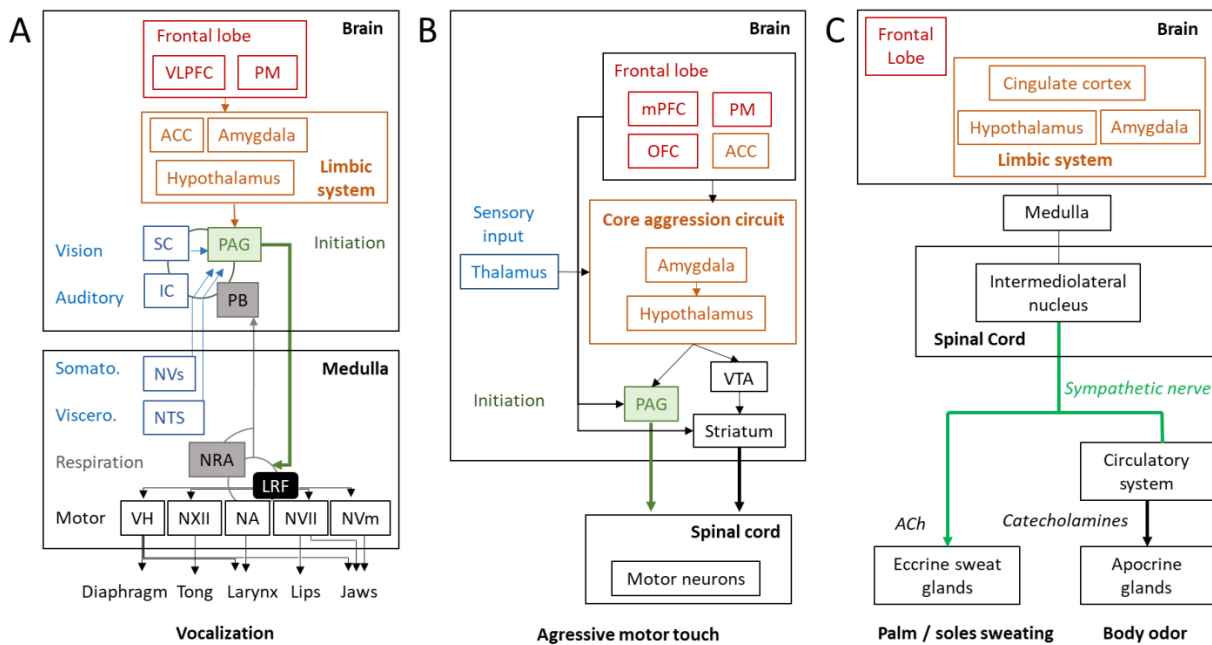 A
Brain
Frontal lobe
VLPFC
PM
ACC
Amygdala
Hypothalamus
Limbic
system
Vision
SC
PAG
Initiation
Auditory
IC
PB
Medulla
Somato.
NVs
Viscero.
NTS
Respiration
NRA
LRF
Motor
VH
NXII
NA
NVII
NVm
Diaphragm
Tong
Larynx
Lips
Jaws
Vocalization
B
Brain
Frontal lobe
mPFC
PM
OFC
ACC
Sensory
input
Thalamus
Core aggression circuit
Amygdala
Hypothalamus
Initiation
PAG
VTA
Striatum
Spinal cord
Motor neurons
Agressive motor touch
C
Brain
Frontal
Lobe
Cingulate cortex
Hypothalamus
Amygdala
Limbic system
Medulla
Intermediolateral
nucleus
Spinal Cord
Sympathetic nerve
Circulatory
system
ACh
Catecholamines
Eccrine sweat
glands
Apocrine
glands
Palm / soles sweating
Body odor